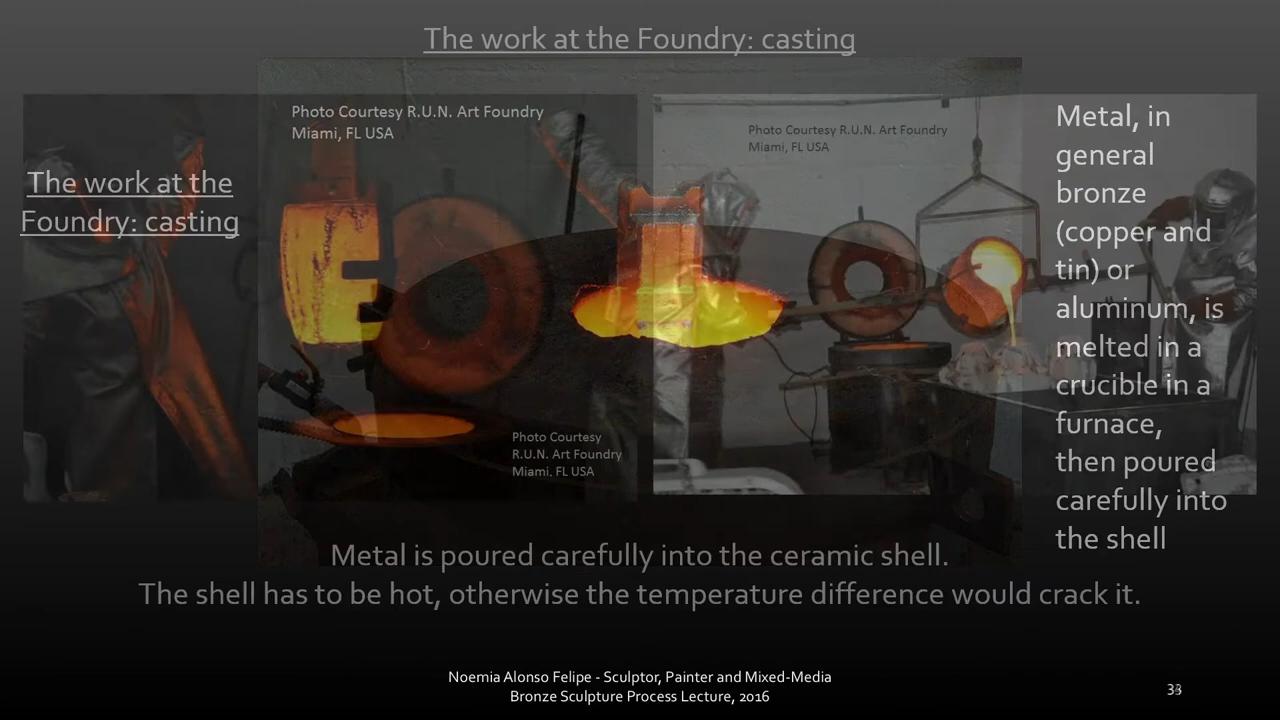 The work at the Foundry: casting
Photo Courtesy R.U.N. Art Foundry
Miami, FL USA
Photo Courtesy R.U.N. Art Foundry
Miami, FL USA
The work at the
Foundry: casting
Metal, in
general
bronze
(copper and
tin) or
aluminum, is
melted in a
crucible in a
furnace,
then poured
carefully into
the shell
Photo Courtesy
R.U.N. Art Foundry
Miami, FL USA
Metal is poured carefully into the ceramic shell.
The shell has to be hot, otherwise the temperature difference would crack it.
Noemia Alonso Felipe - Sculptor, Painter and Mixed-Media
Bronze Sculpture Process Lecture, 2016